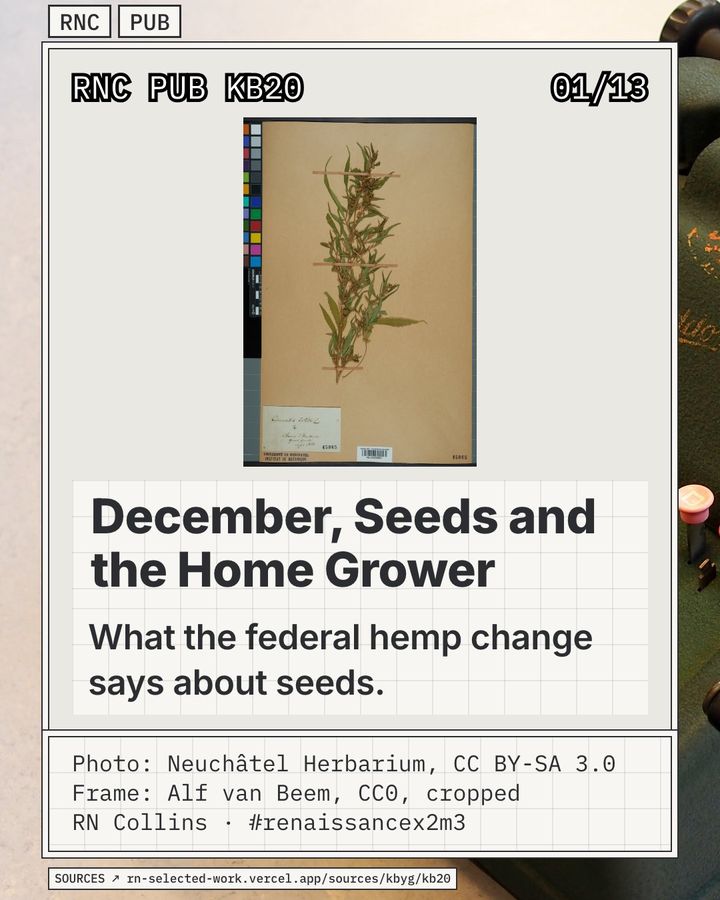 RNC PUB
RNC PUB KB20 01/13
45045
45045
December, Seeds and
the Home Grower
What the federal hemp change
says about seeds.
Photo: Neuchâtel Herbarium, CC BY-SA 3.0
Frame: Alf van Beem, CC0, cropped
RN Collins · #renaissancex2m3
SOURCES ↗ rn-selected-work.vercel.app/sources/kbyg/kb20